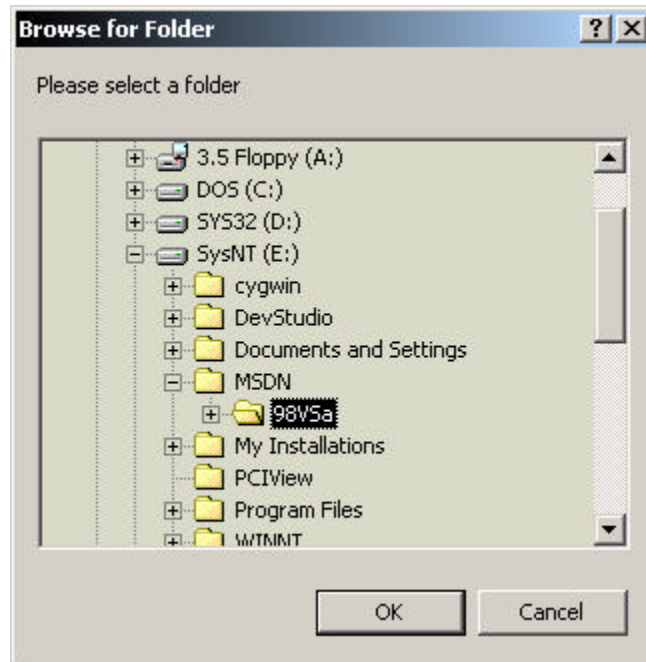 Browse for Folder
Please select a folder
3.5 Floppy (A:)
DOS (C:)
SYS32 (D:)
SysNT (E:)
cygwin
DevStudio
Documents and Settings
MSDN
98VSa
My Installations
PCIView
Program Files
WINNT
OK Cancel